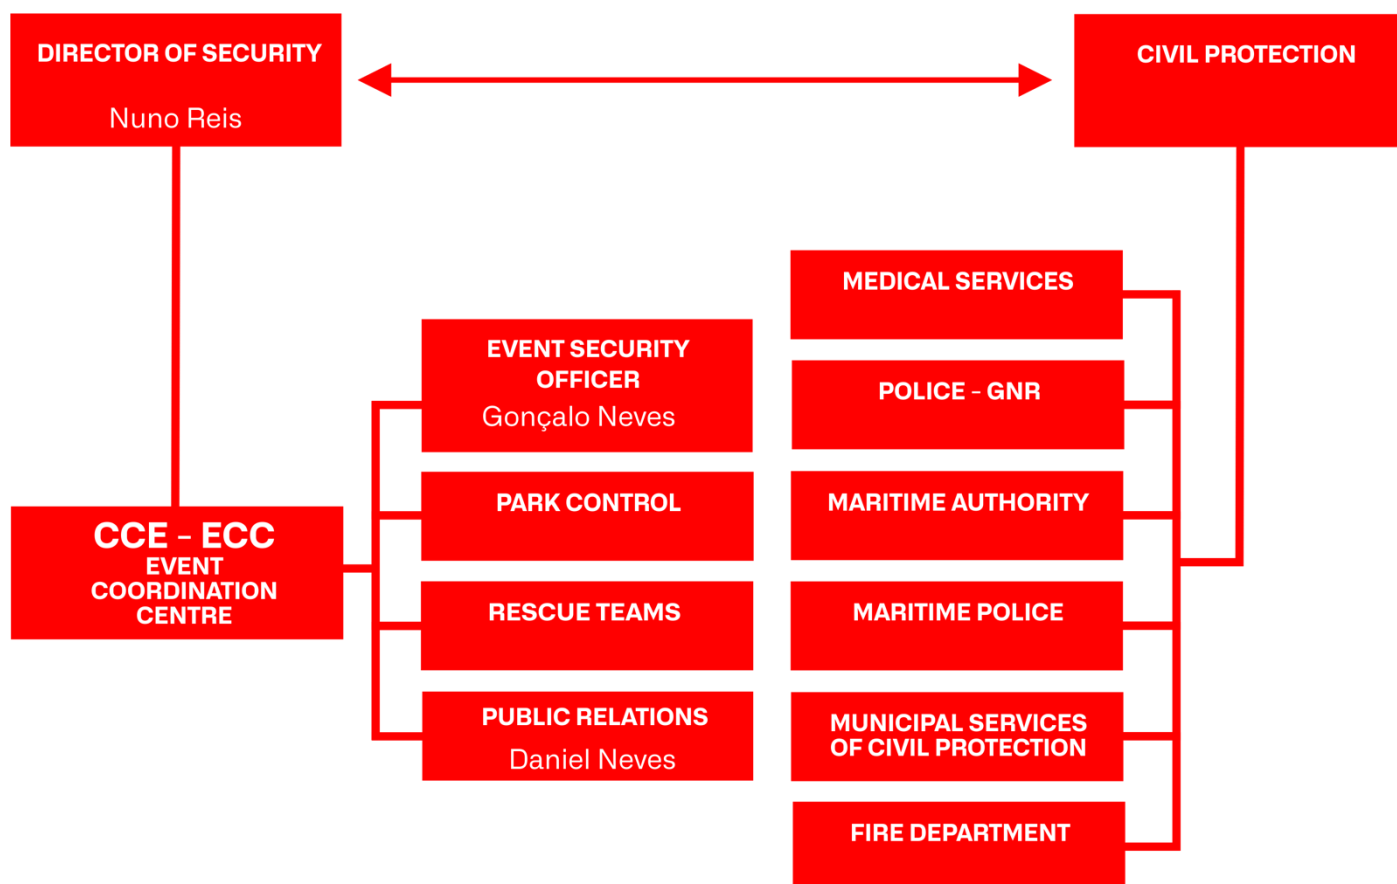 DIRECTOR OF SECURITY
Nuno Reis
CIVIL PROTECTION
CCE – ECC
EVENT
COORDINATION
CENTRE
EVENT SECURITY
OFFICER
Gonçalo Neves
PARK CONTROL
RESCUE TEAMS
PUBLIC RELATIONS
Daniel Neves
MEDICAL SERVICES
POLICE – GNR
MARITIME AUTHORITY
MARITIME POLICE
MUNICIPAL SERVICES
OF CIVIL PROTECTION
FIRE DEPARTMENT